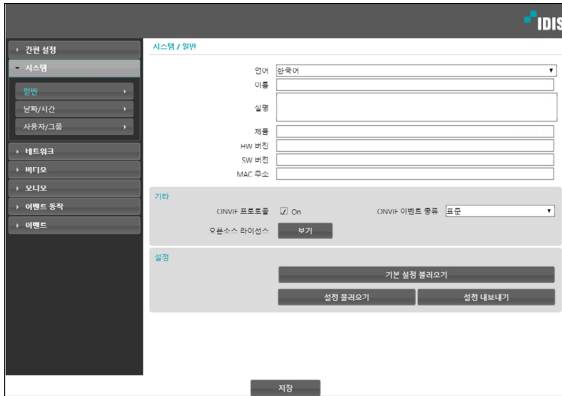 IDIS
간편 설정
시스템
일반
날짜/시간
사용자/그룹
네트워크
비디오
오디오
이벤트 동작
이벤트
시스템 / 일반
언어 한국어
이름
설명
제품
HW 버전
SW 버전
MAC 주소
기타
ONVIF 프로토콜 On ONVIF 이벤트 종류 표준
오픈소스 라이선스 보기
설정
기본 설정 불러오기
설정 불러오기 설정 내보내기
저장